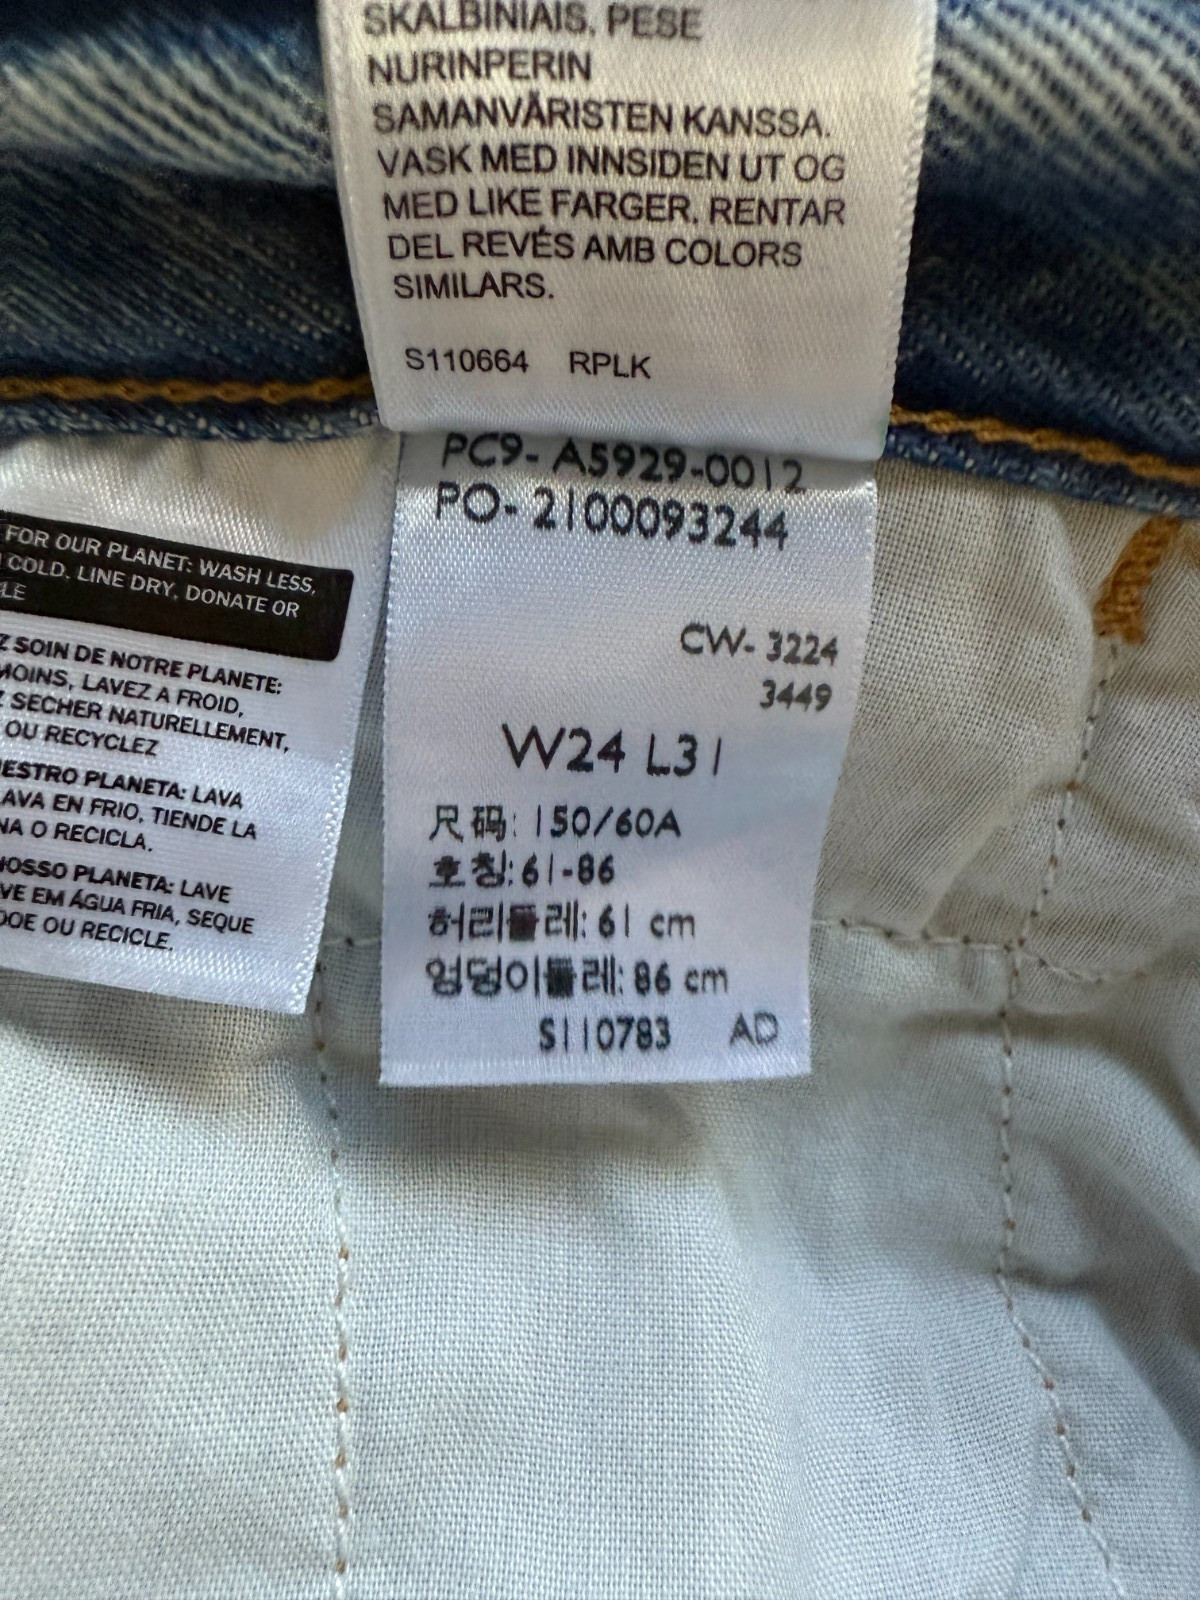 SKALBINIAIS. PESE
NURINPERIN
SAMANVÄRISTEN KANSSA.
VASK MED INNSIDEN UT OG
MED LIKE FARGER. RENTAR
DEL REVÉS AMB COLORS
SIMILARS.
S110664 RPLK
FOR OUR PLANET: WASH LESS,
COLD. LINE DRY, DONATE OR
Z SOIN DE NOTRE PLANETE:
MOINS, LAVEZ A FROID,
SECHER NATURELLEMENT,
OU RECYCLEZ
ESTRO PLANETA: LAVA
AVA EN FRIO, TIENDE LA
NA O RECICLA.
OSSO PLANETA: LAVE
VE EM ÁGUA FRIA, SEQUE
DOE OU RECICLE.
PC9- A5929-0012
PO- 2100093244
CW- 3224
3449
W24 L31
尺码: 150/60A
호칭: 61-86
허리둘레: 61 cm
엉덩이둘레: 86 cm
S110783 AD